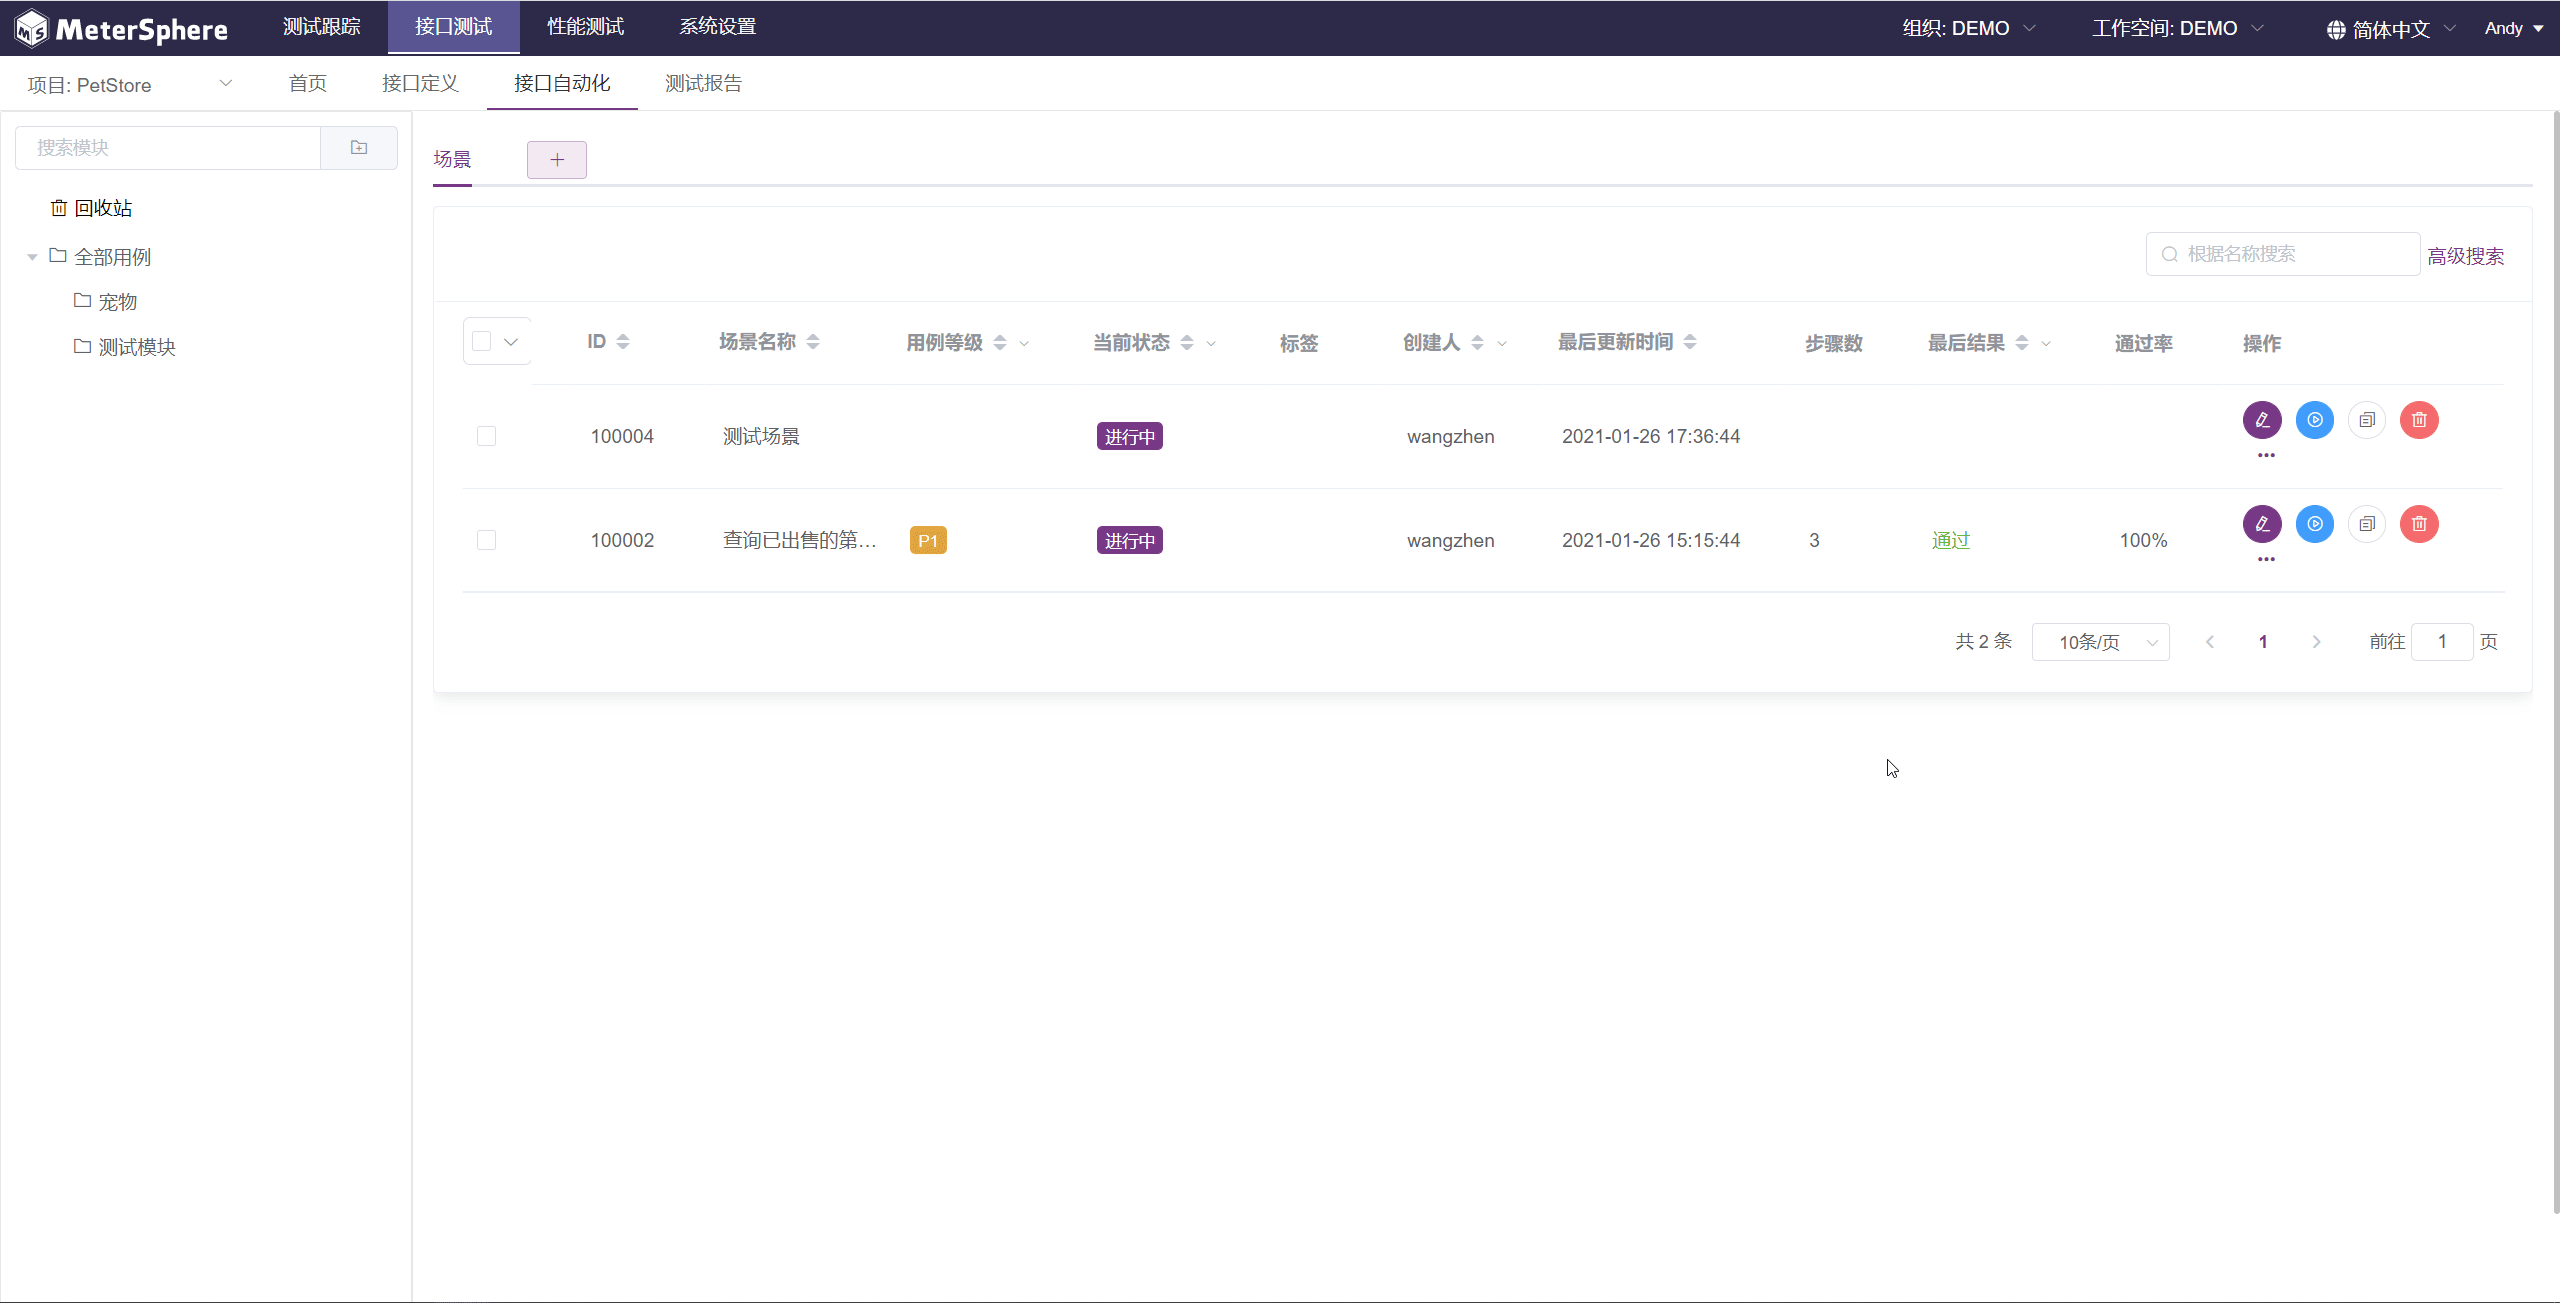 MeterSphere 测试跟踪 接口测试 性能测试 系统设置 组织: DEMO 工作空间: DEMO 简体中文 Andy
项目: PetStore 首页 接口定义 接口自动化 测试报告
搜索模块
回收站
全部用例
宠物
测试模块
场景 +
根据名称搜索 高级搜索
ID 场景名称 用例等级 当前状态 标签 创建人 最后更新时间 步骤数 最后结果 通过率 操作
100004 测试场景 进行中 wangzhen 2021-01-26 17:36:44
100002 查询已出售的第... P1 进行中 wangzhen 2021-01-26 15:15:44 3 通过 100%
共 2 条 10条/页 1 前往 1 页